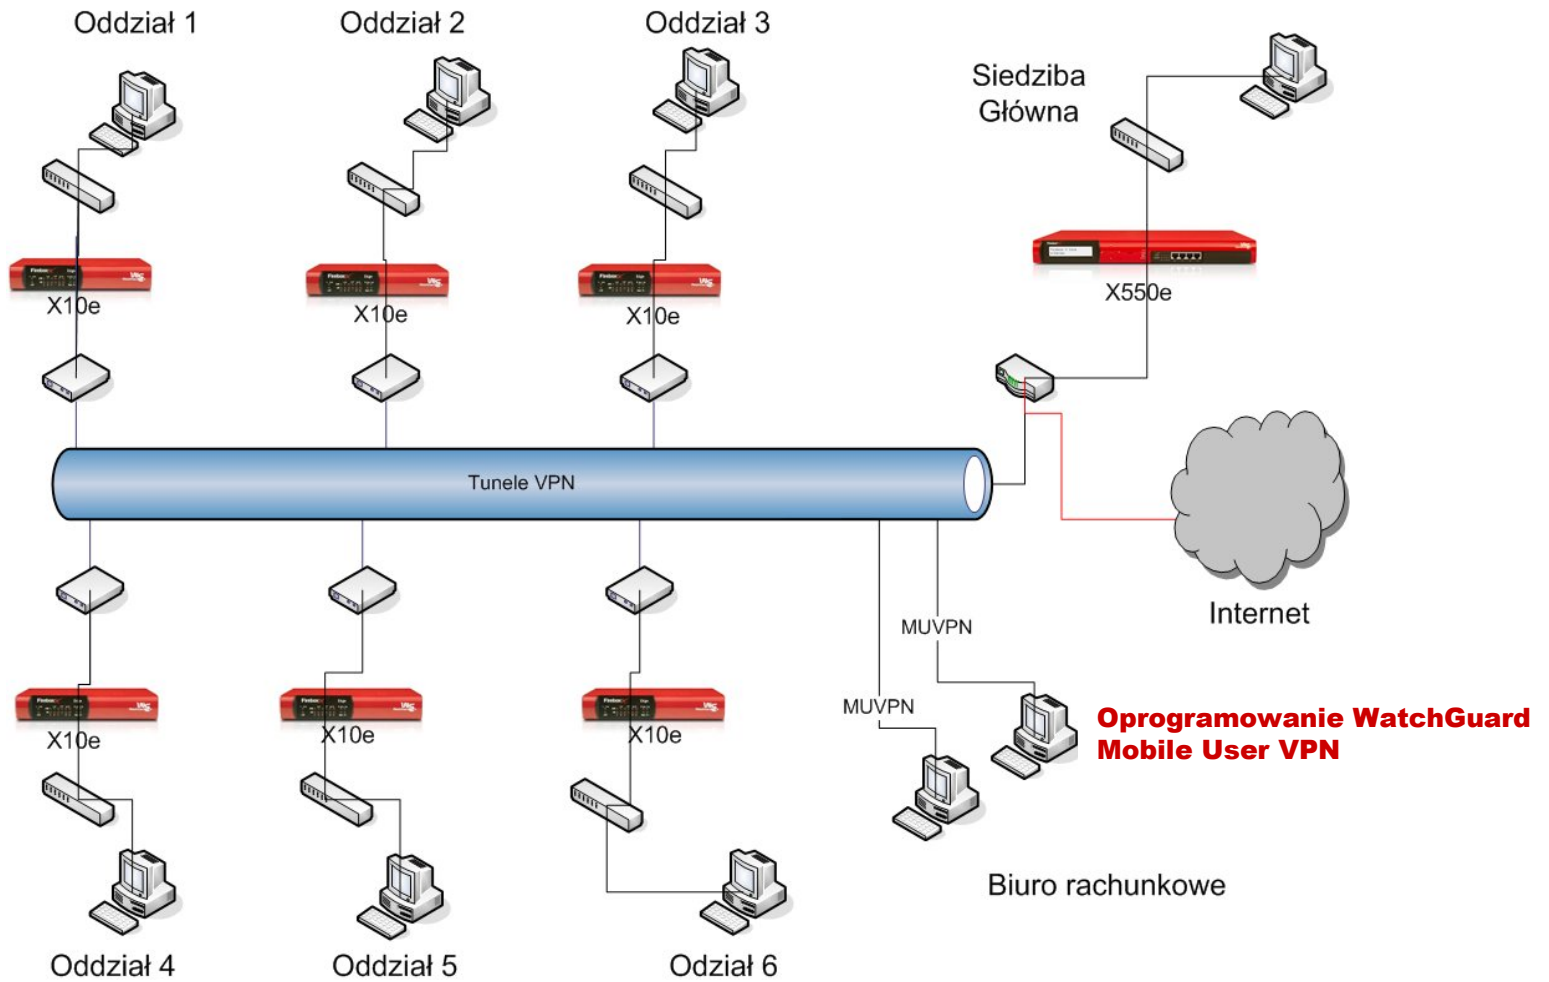 Oddział 1
Oddział 2
Oddział 3
Siedziba
Główna
X10e
X10e
X10e
X550e
Tunele VPN
Internet
MUVPN
MUVPN
Oprogramowanie WatchGuard
Mobile User VPN
X10e
X10e
X10e
Biuro rachunkowe
Oddział 4
Oddział 5
Odział 6